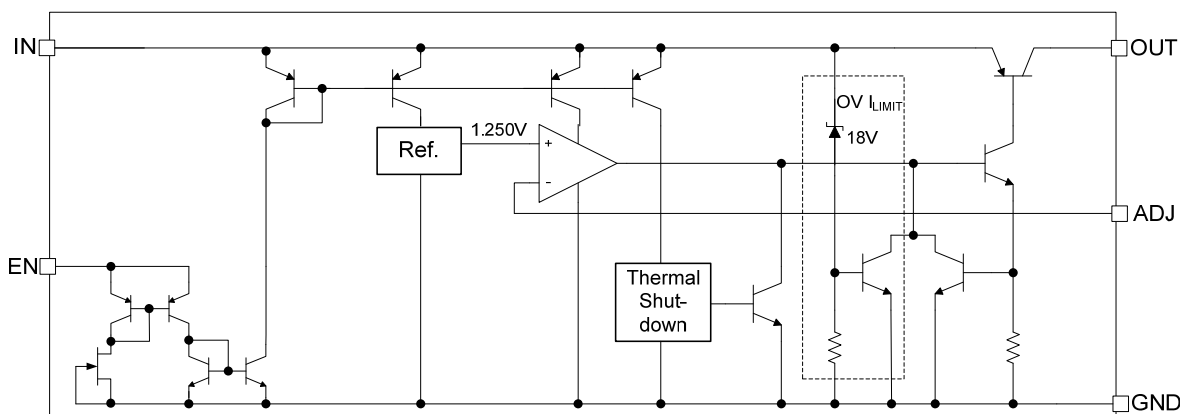 IN
OUT
OV I_LIMIT
18V
1.250V
Ref.
+
-
ADJ
EN
Thermal
Shut-
down
GND